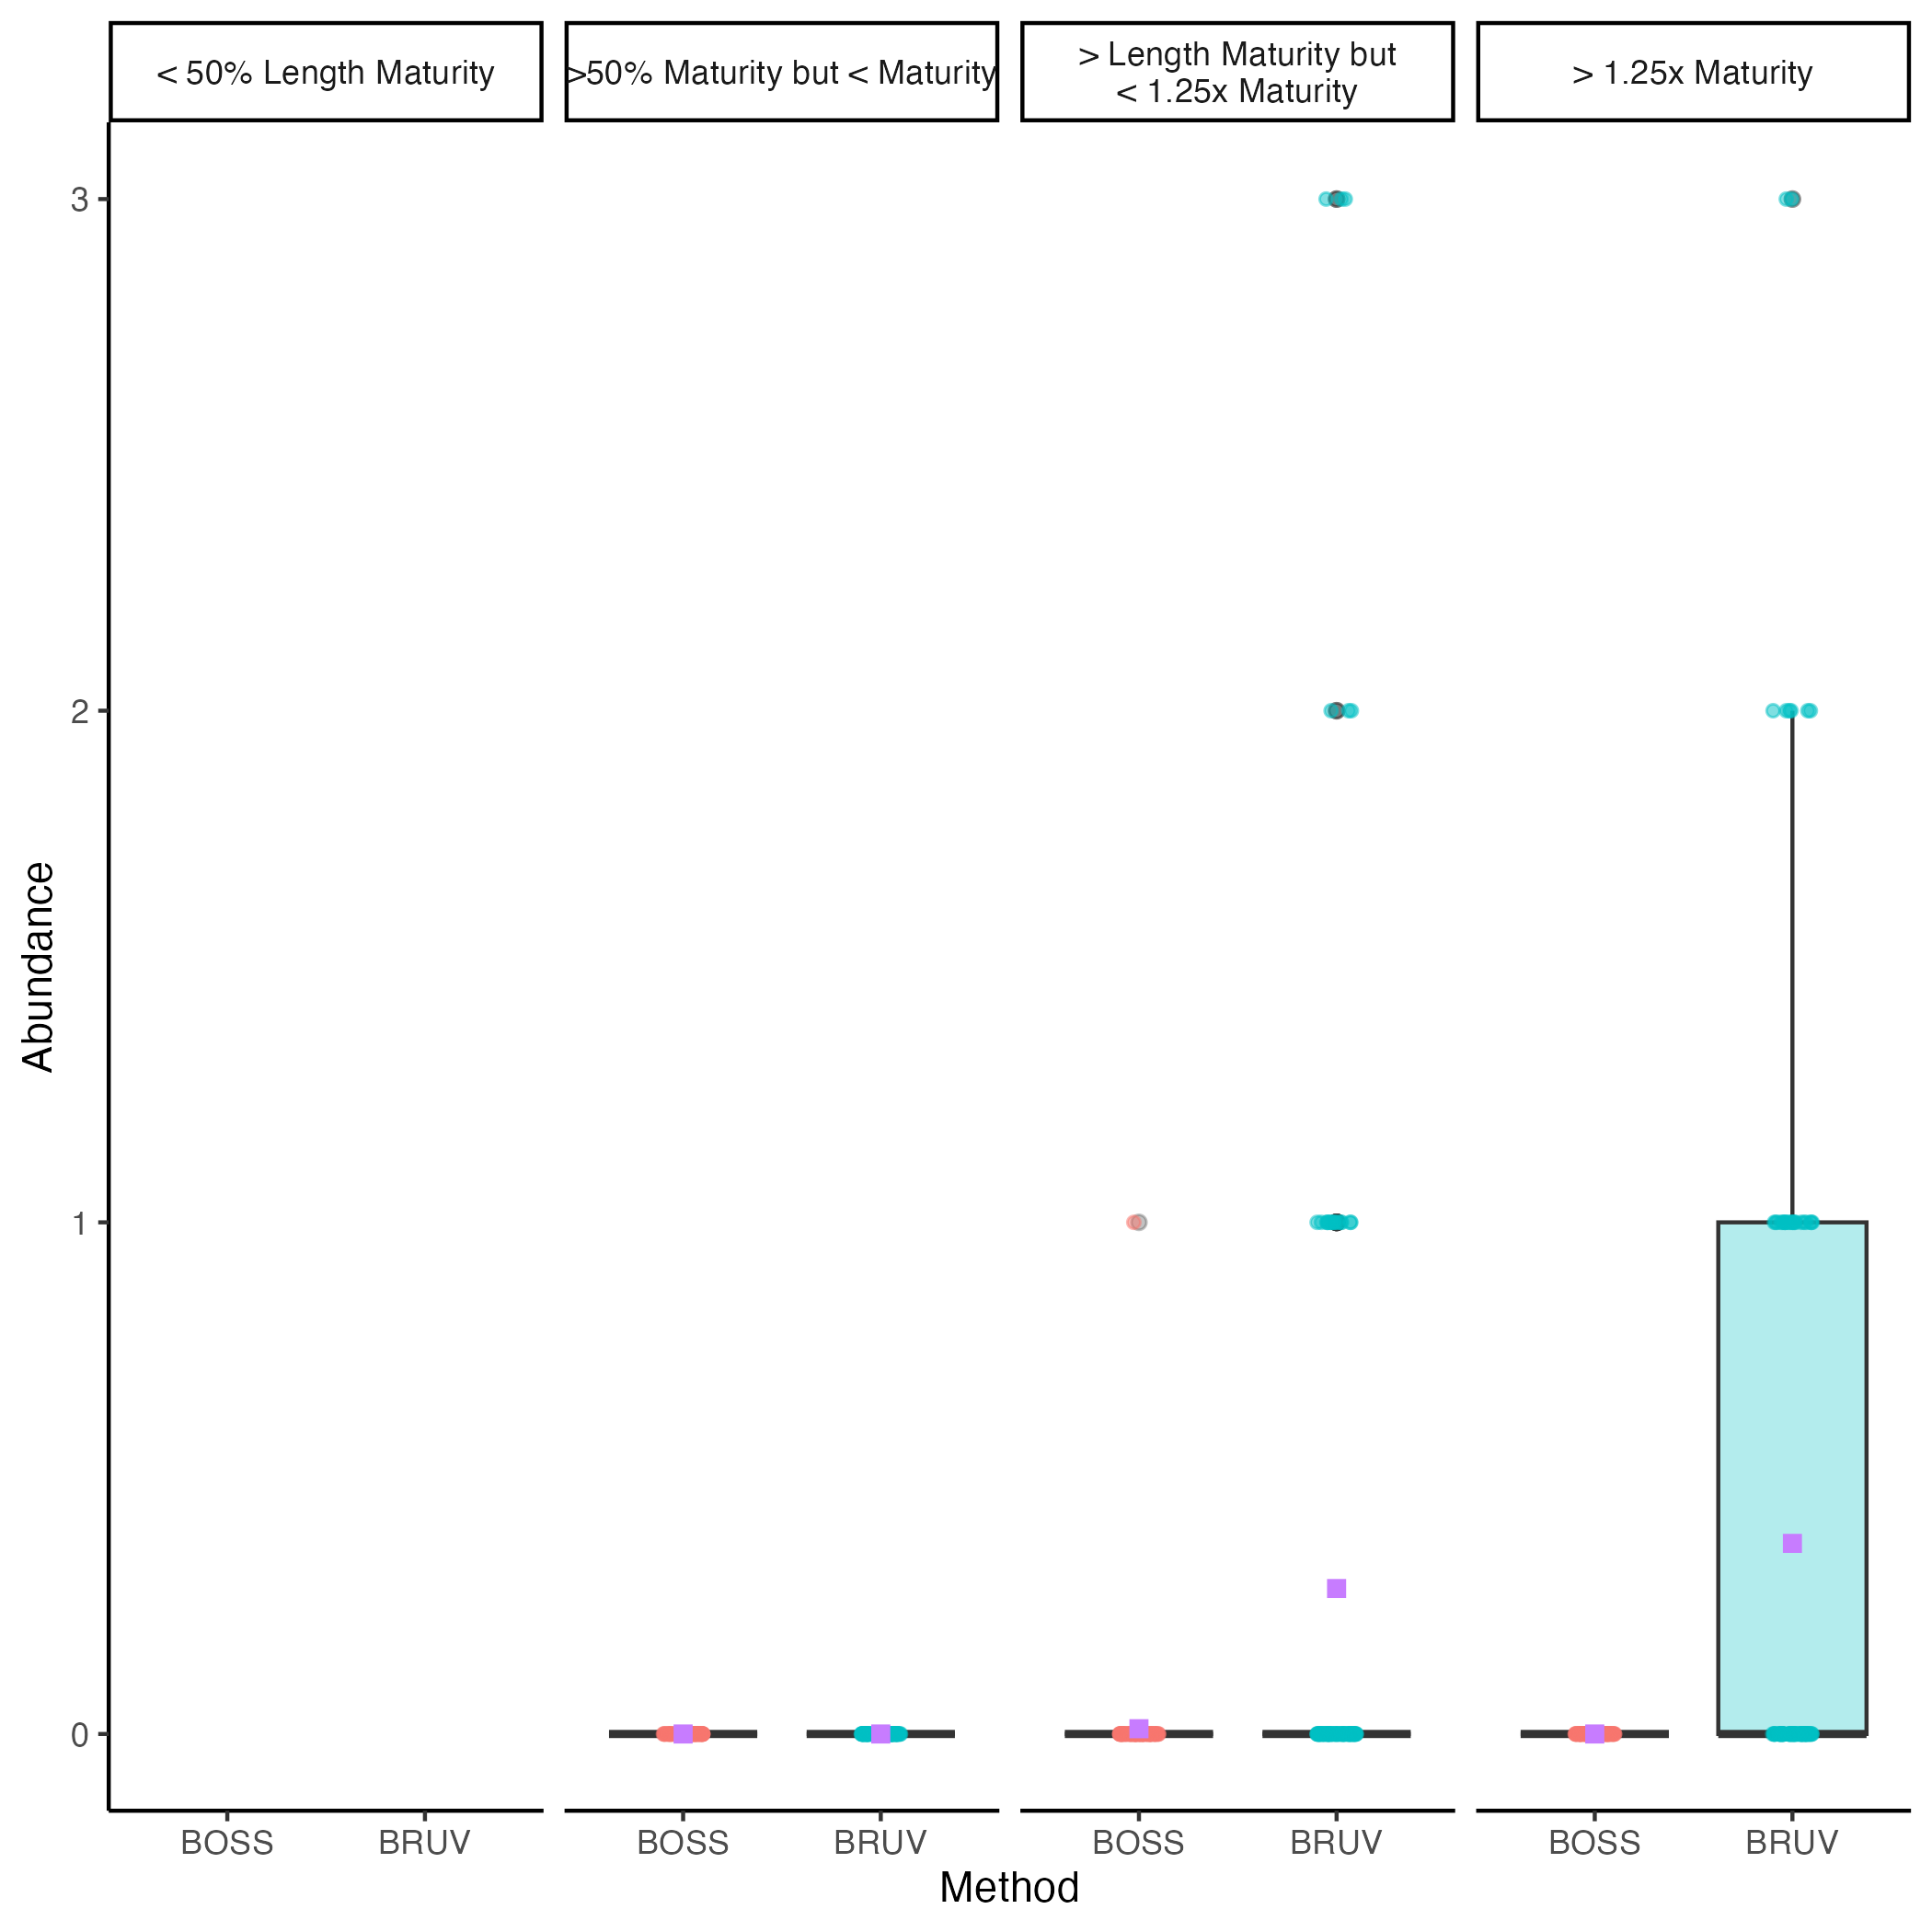 < 50% Length Maturity
>50% Maturity but < Maturity
> Length Maturity but
< 1.25x Maturity
> 1.25x Maturity
3
2
1
0
Abundance
BOSS BRUV BOSS BRUV BOSS BRUV BOSS BRUV
Method